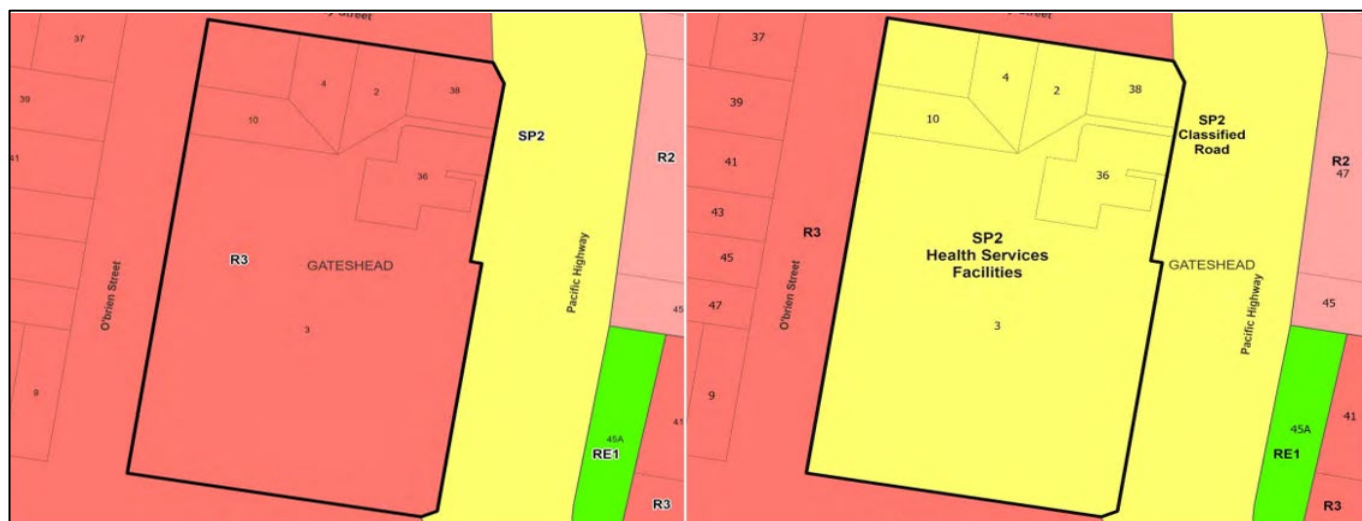 Street
37
4
2
38
39
10
SP2
41
R2
36
R3
GATESHEAD
O'brien Street
Pacific Highway
3
9
45A
RE1
R3
Street
37
4
2
38
39
10
SP2
Classified
Road
41
R2
47
36
43
R3
SP2
Health Services
Facilities
45
GATESHEAD
47
O'brien Street
Pacific Highway
45
3
9
41
45A
RE1
R3